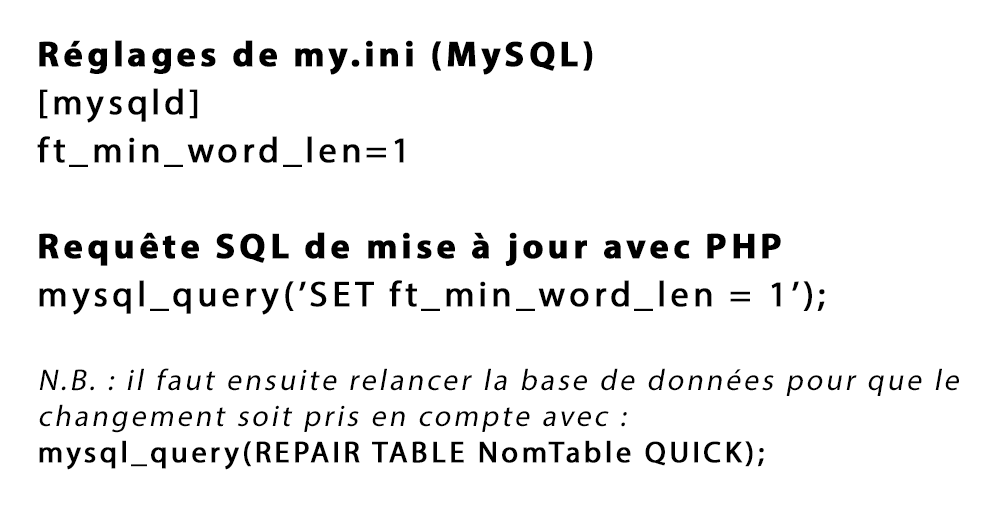 Réglages de my.ini (MySQL)
[mysqld]
ft_min_word_len=1
Requête SQL de mise à jour avec PHP
mysql_query(’SET ft_min_word_len = 1’);
N.B. : il faut ensuite relancer la base de données pour que le
changement soit pris en compte avec :
mysql_query(REPAIR TABLE NomTable QUICK);